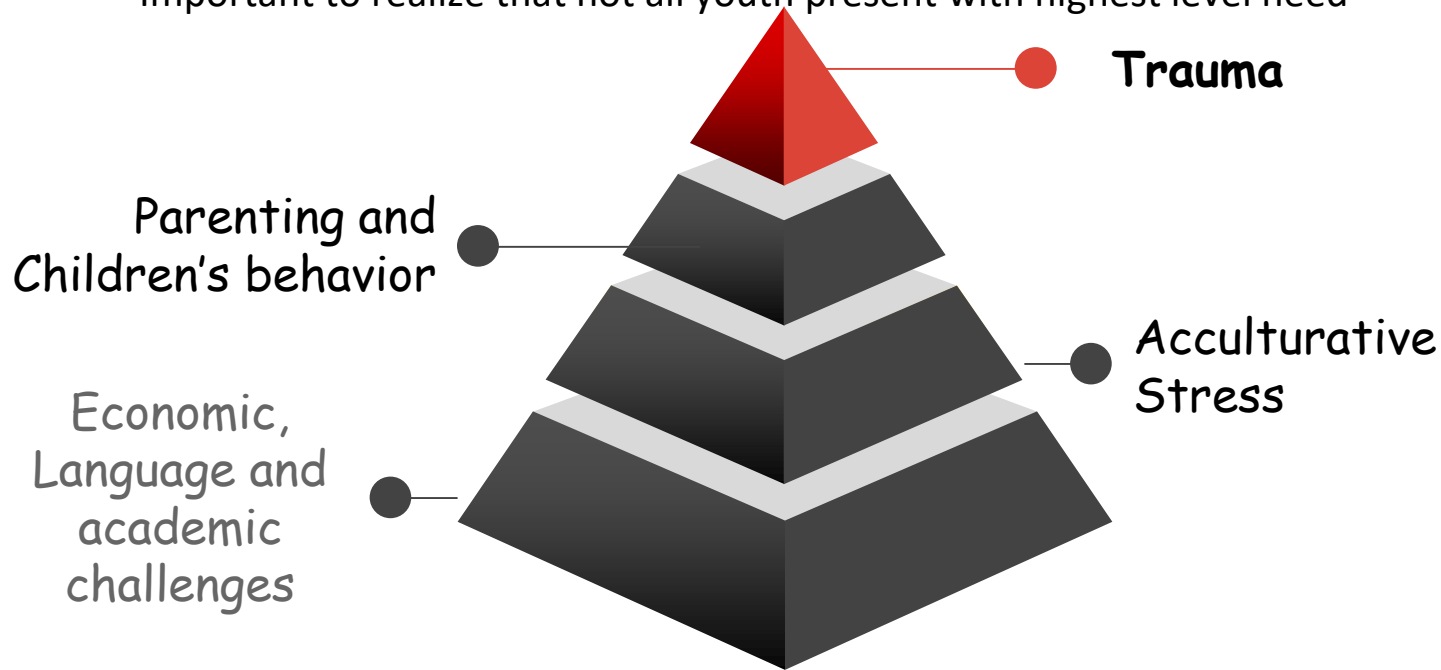 Important to realize that not all youth present with highest level need
Trauma
Parenting and
Children's behavior
Acculturative
Stress
Economic,
Language and
academic
challenges